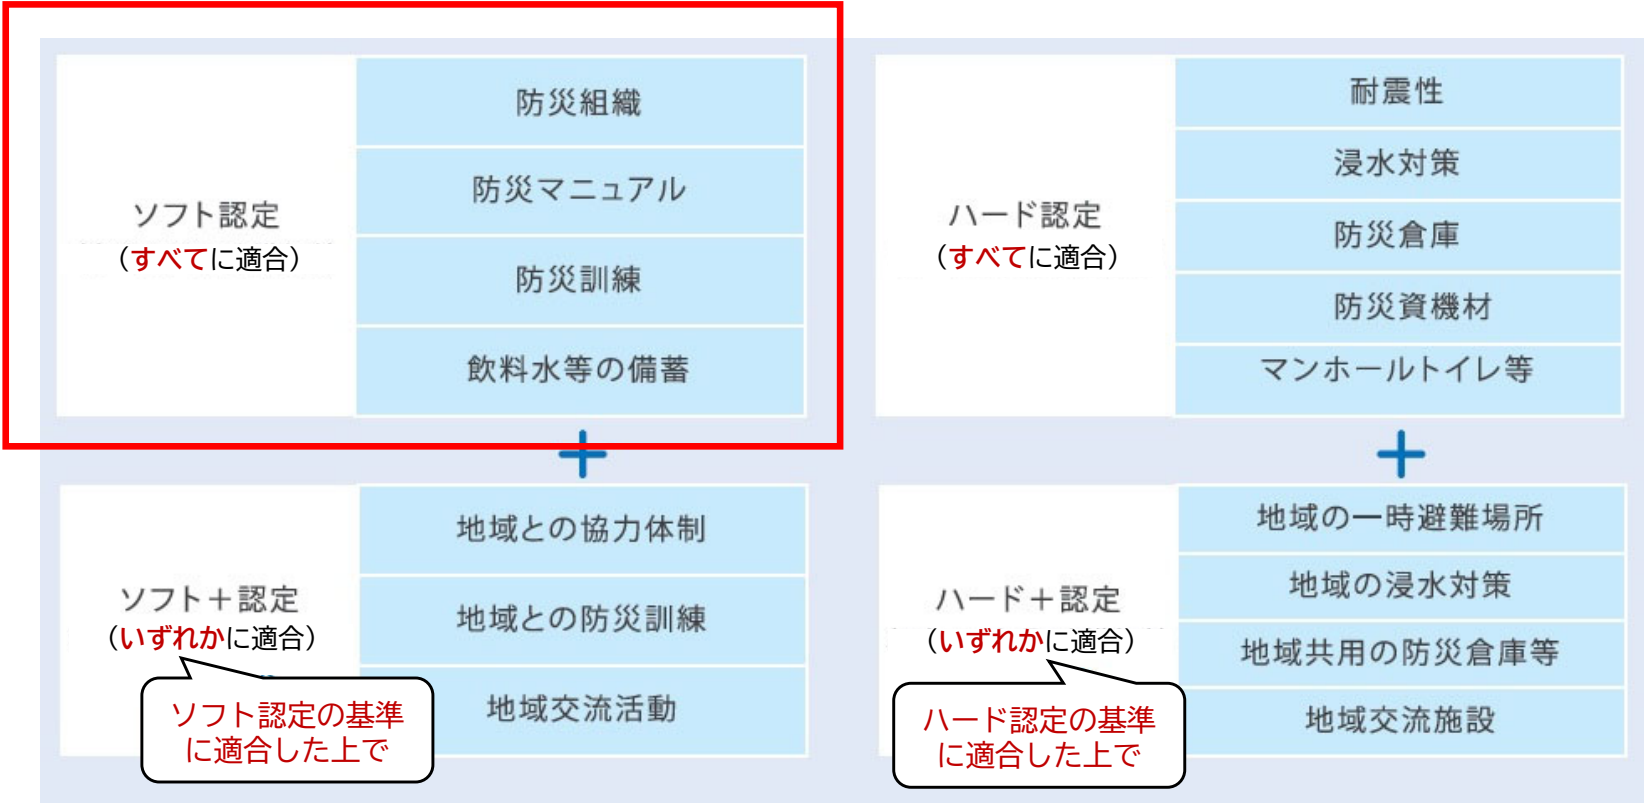 ソフト認定
（すべてに適合）
防災組織
防災マニュアル
防災訓練
飲料水等の備蓄
ハード認定
（すべてに適合）
耐震性
浸水対策
防災倉庫
防災資機材
マンホールトイレ等
+
+
ソフト＋認定
（いずれかに適合）
ソフト認定の基準
に適合した上で
地域との協力体制
地域との防災訓練
地域交流活動
ハード＋認定
（いずれかに適合）
ハード認定の基準
に適合した上で
地域の一時避難場所
地域の浸水対策
地域共用の防災倉庫等
地域交流施設